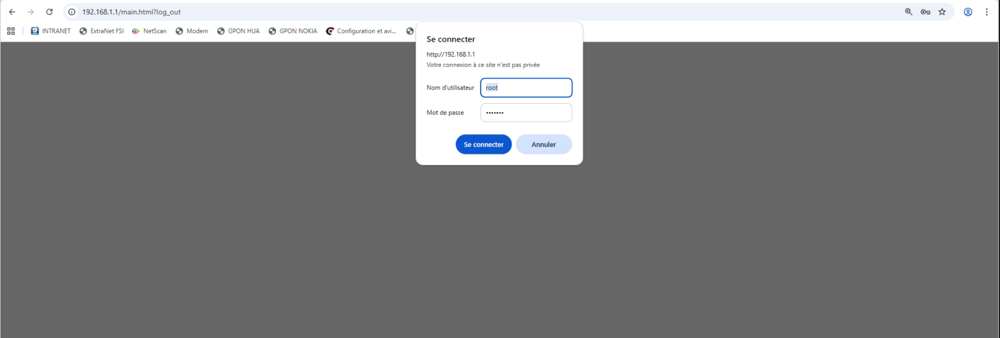 192.168.1.1/main.html?log_out
INTRANET ExtraNet FSI NetScan Modem GPON HUA GPON NOKIA Configuration et avi...
Se connecter
http://192.168.1.1
Votre connexion à ce site n'est pas privée
Nom d'utilisateur root
Mot de passe •••••••
Se connecter Annuler